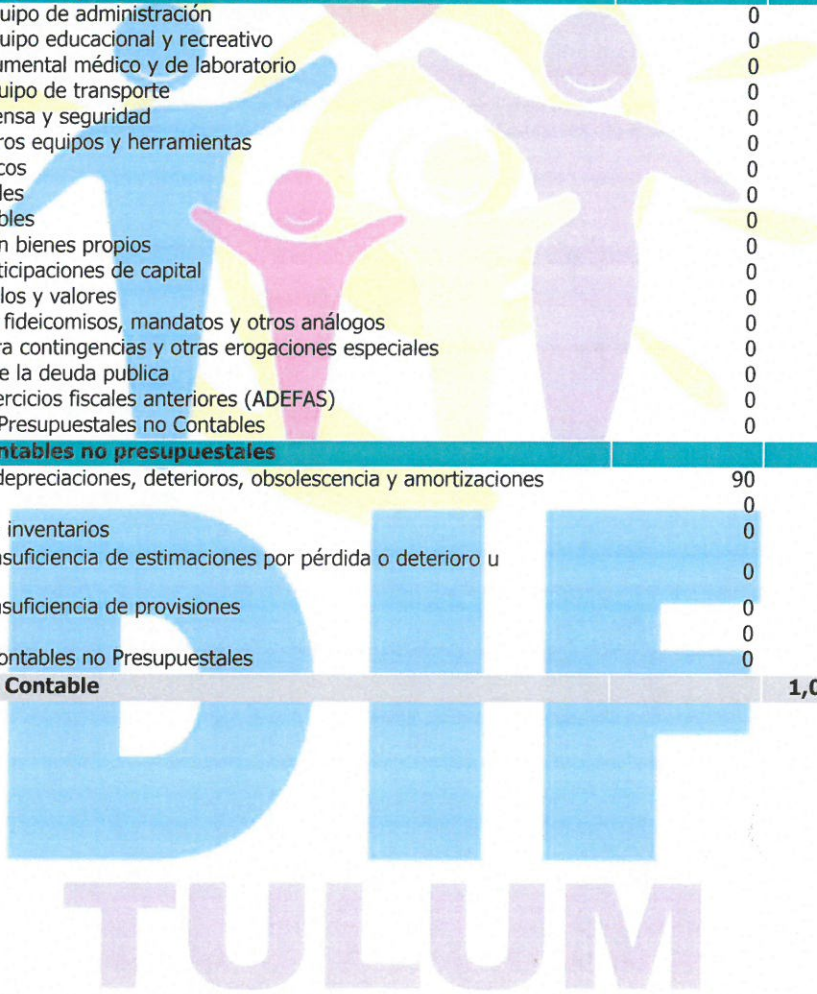 uipo de administración 0
uipo educacional y recreativo 0
umental médico y de laboratorio 0
uipo de transporte 0
ensa y seguridad 0
ros equipos y herramientas 0
cos 0
les 0
bles 0
n bienes propios 0
ticipaciones de capital 0
los y valores 0
fideicomisos, mandatos y otros análogos 0
ra contingencias y otras erogaciones especiales 0
e la deuda publica 0
ercicios fiscales anteriores (ADEFAS) 0
Presupuestales no Contables 0
ntables no presupuestales
depreciaciones, deterioros, obsolescencia y amortizaciones 90
0
inventarios 0
nsuficiencia de estimaciones por pérdida o deterioro u
0
nsuficiencia de provisiones 0
0
ontables no Presupuestales 0
Contable 1,0
DIF
TULUM